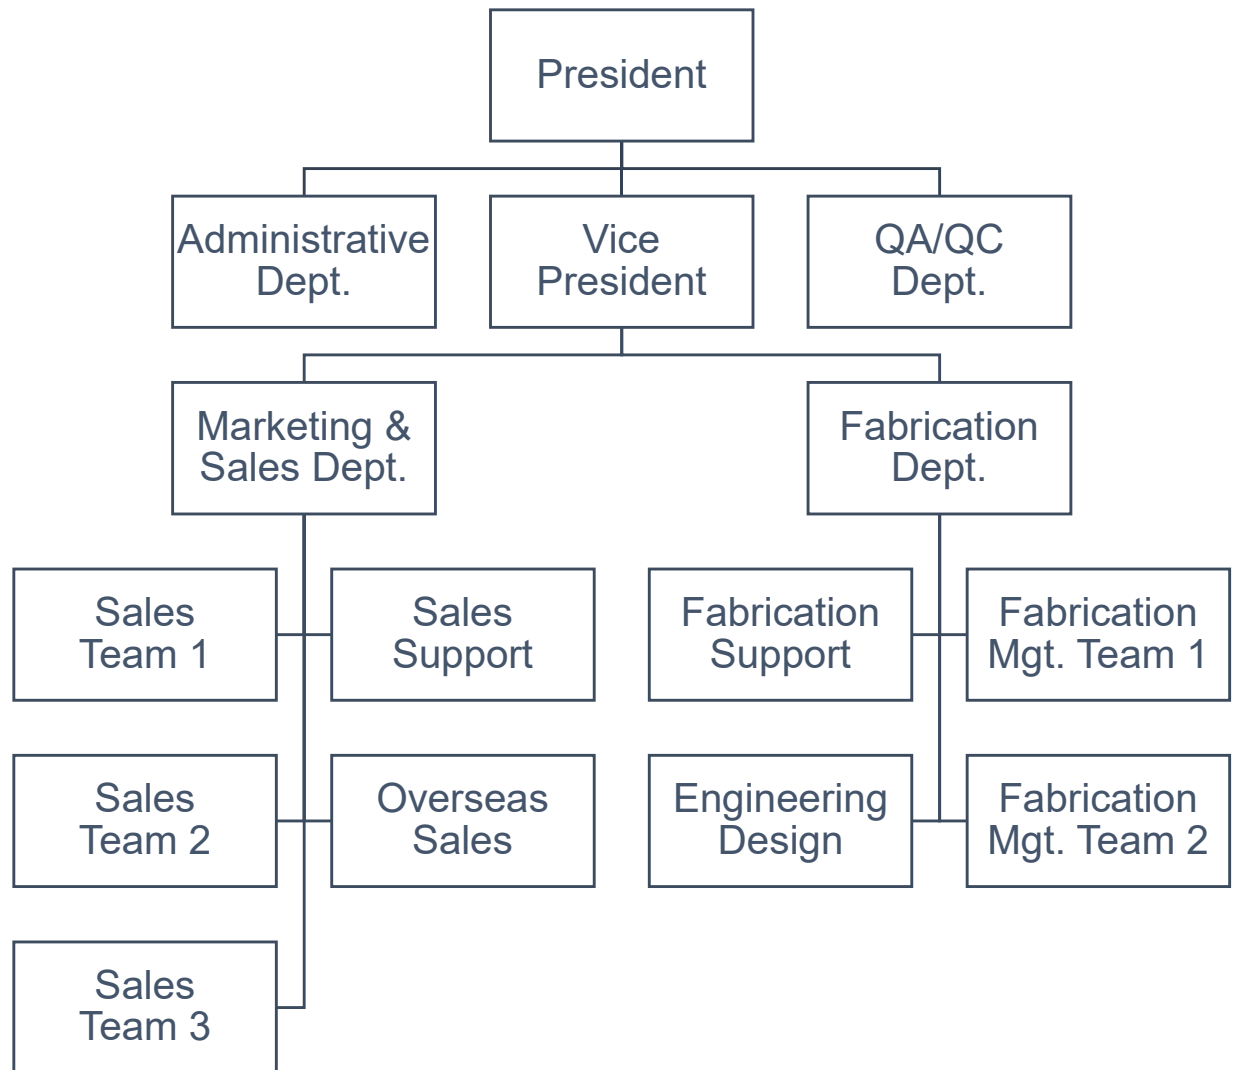 President
Administrative
Dept.
Vice
President
QA/QC
Dept.
Marketing &
Sales Dept.
Fabrication
Dept.
Sales
Team 1
Sales
Support
Fabrication
Support
Fabrication
Mgt. Team 1
Sales
Team 2
Overseas
Sales
Engineering
Design
Fabrication
Mgt. Team 2
Sales
Team 3